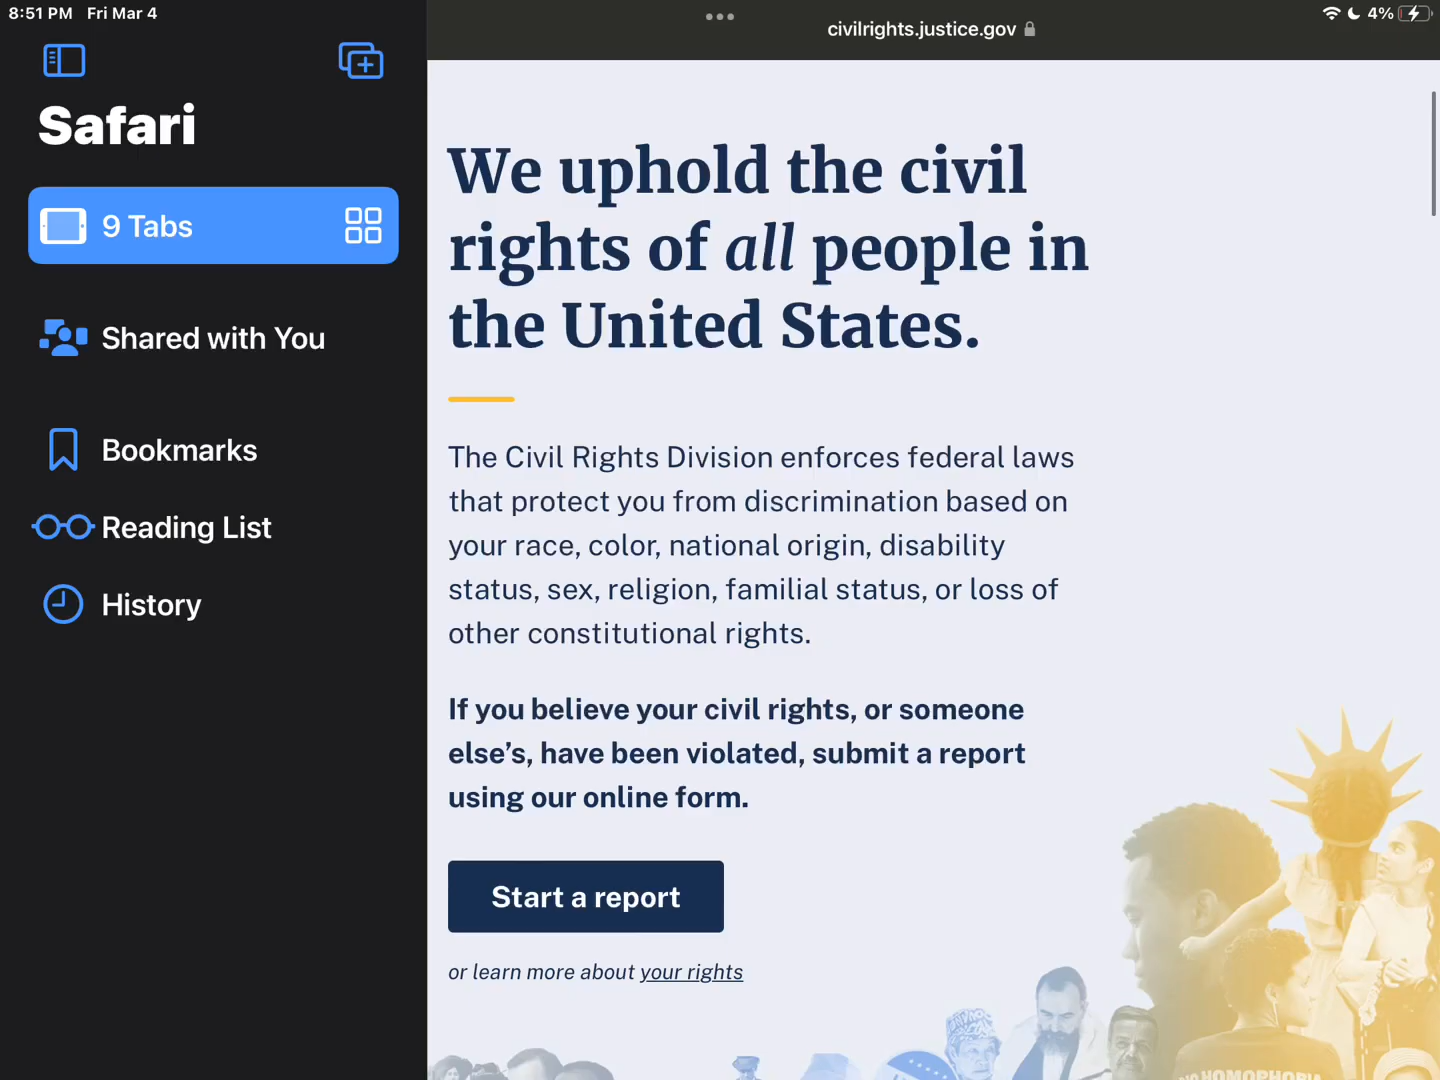 8:51 PM Fri Mar 4
civilrights.justice.gov
4%
Safari
9 Tabs
Shared with You
Bookmarks
Reading List
History
We uphold the civil
rights of all people in
the United States.
The Civil Rights Division enforces federal laws
that protect you from discrimination based on
your race, color, national origin, disability
status, sex, religion, familial status, or loss of
other constitutional rights.
If you believe your civil rights, or someone
else’s, have been violated, submit a report
using our online form.
Start a report
or learn more about your rights
HOMOPHOBIA